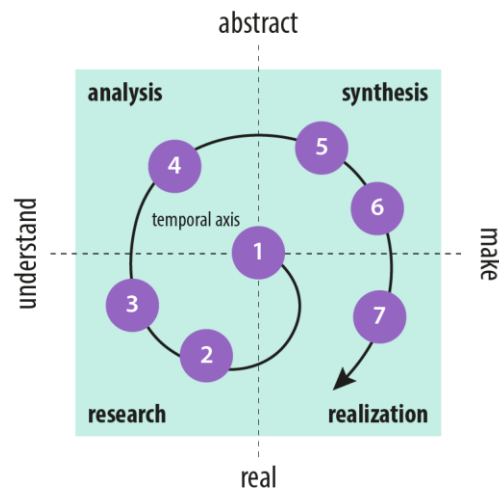 abstract
analysis
synthesis
5
4
6
temporal axis
understand
1
make
3
7
2
research
realization
real